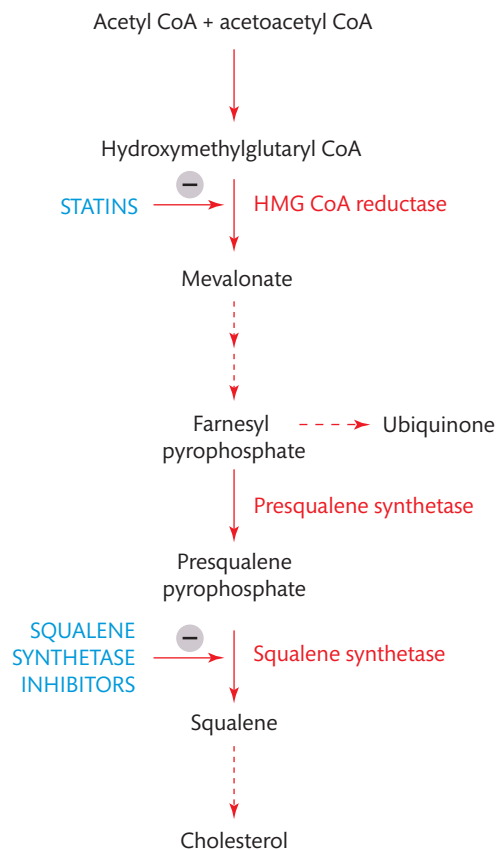 Acetyl CoA + acetoacetyl CoA
Hydroxymethylglutaryl CoA
−
STATINS
HMG CoA reductase
Mevalonate
Farnesyl
pyrophosphate
Ubiquinone
Presqualene synthetase
Presqualene
pyrophosphate
SQUALENE
SYNTHETASE
INHIBITORS
−
Squalene synthetase
Squalene
Cholesterol